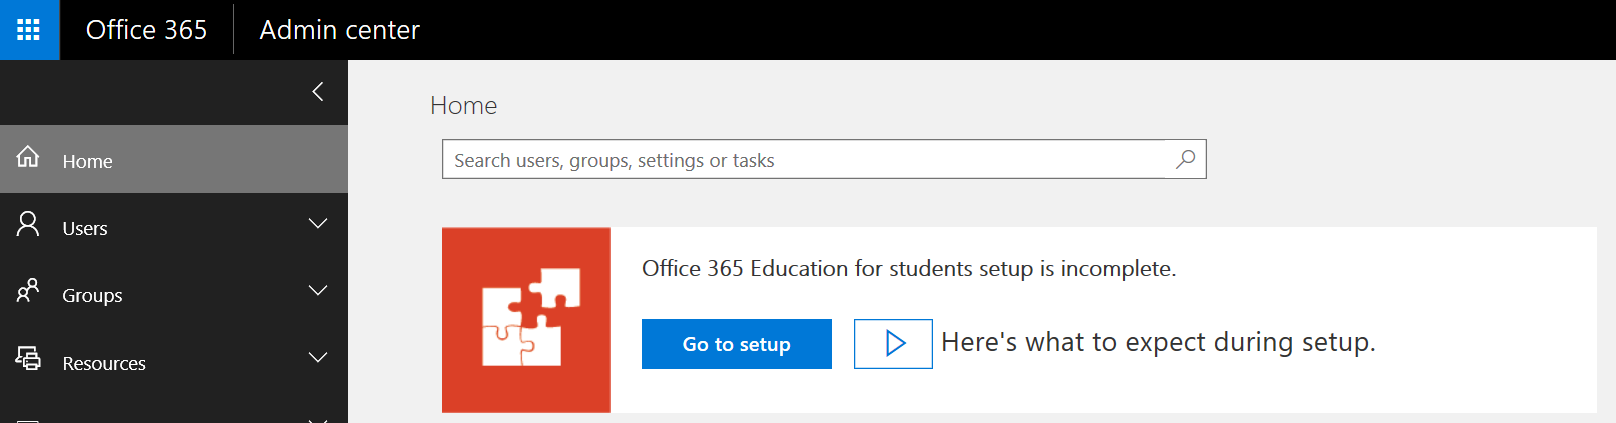 Office 365
Admin center
Home
Users
Groups
Resources
Home
Search users, groups, settings or tasks
Office 365 Education for students setup is incomplete.
Go to setup
Here's what to expect during setup.